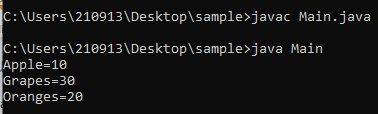 C:\Users\210913\Desktop\sample>javac Main.java
C:\Users\210913\Desktop\sample>java Main
Apple=10
Grapes=30
Oranges=20